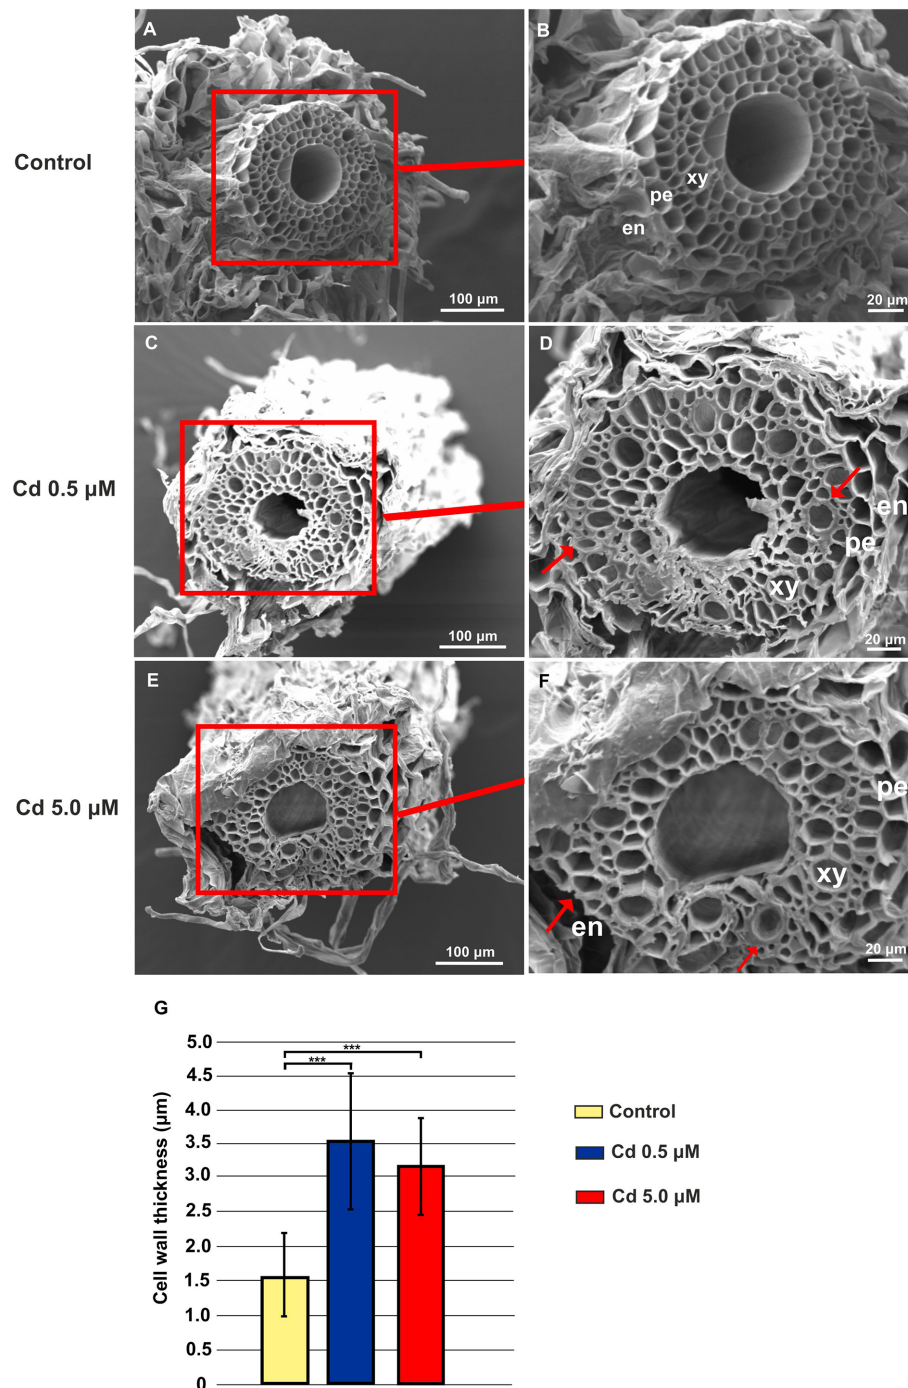 A
B
Control
xy
pe
en
100 µm
20 µm
C
D
Cd 0.5 µM
en
pe
xy
100 µm
20 µm
E
F
Cd 5.0 µM
pe
xy
en
100 µm
20 µm
G
5.0
4.5
4.0
3.5
3.0
2.5
2.0
1.5
1.0
0.5
0
Cell wall thickness (µm)
***
***
Control
Cd 0.5 µM
Cd 5.0 µM